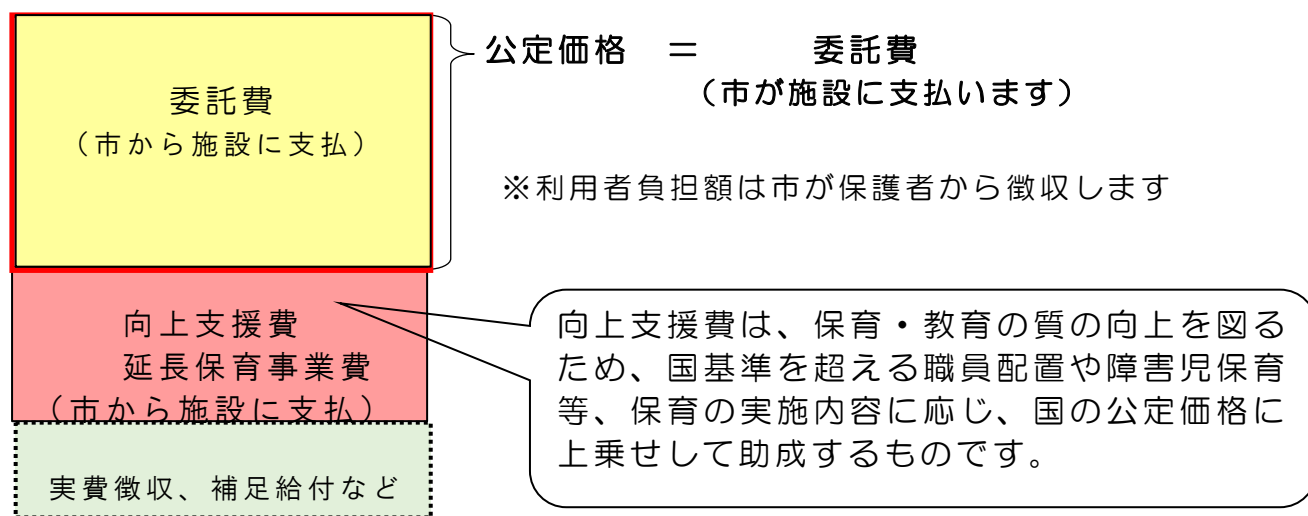 委託費
（市から施設に支払）
公定価格　＝　　　委託費
（市が施設に支払います）
※利用者負担額は市が保護者から徴収します
向上支援費
延長保育事業費
（市から施設に支払）
向上支援費は、保育・教育の質の向上を図る
ため、国基準を超える職員配置や障害児保育
等、保育の実施内容に応じ、国の公定価格に
上乗せして助成するものです。
実費徴収、補足給付など